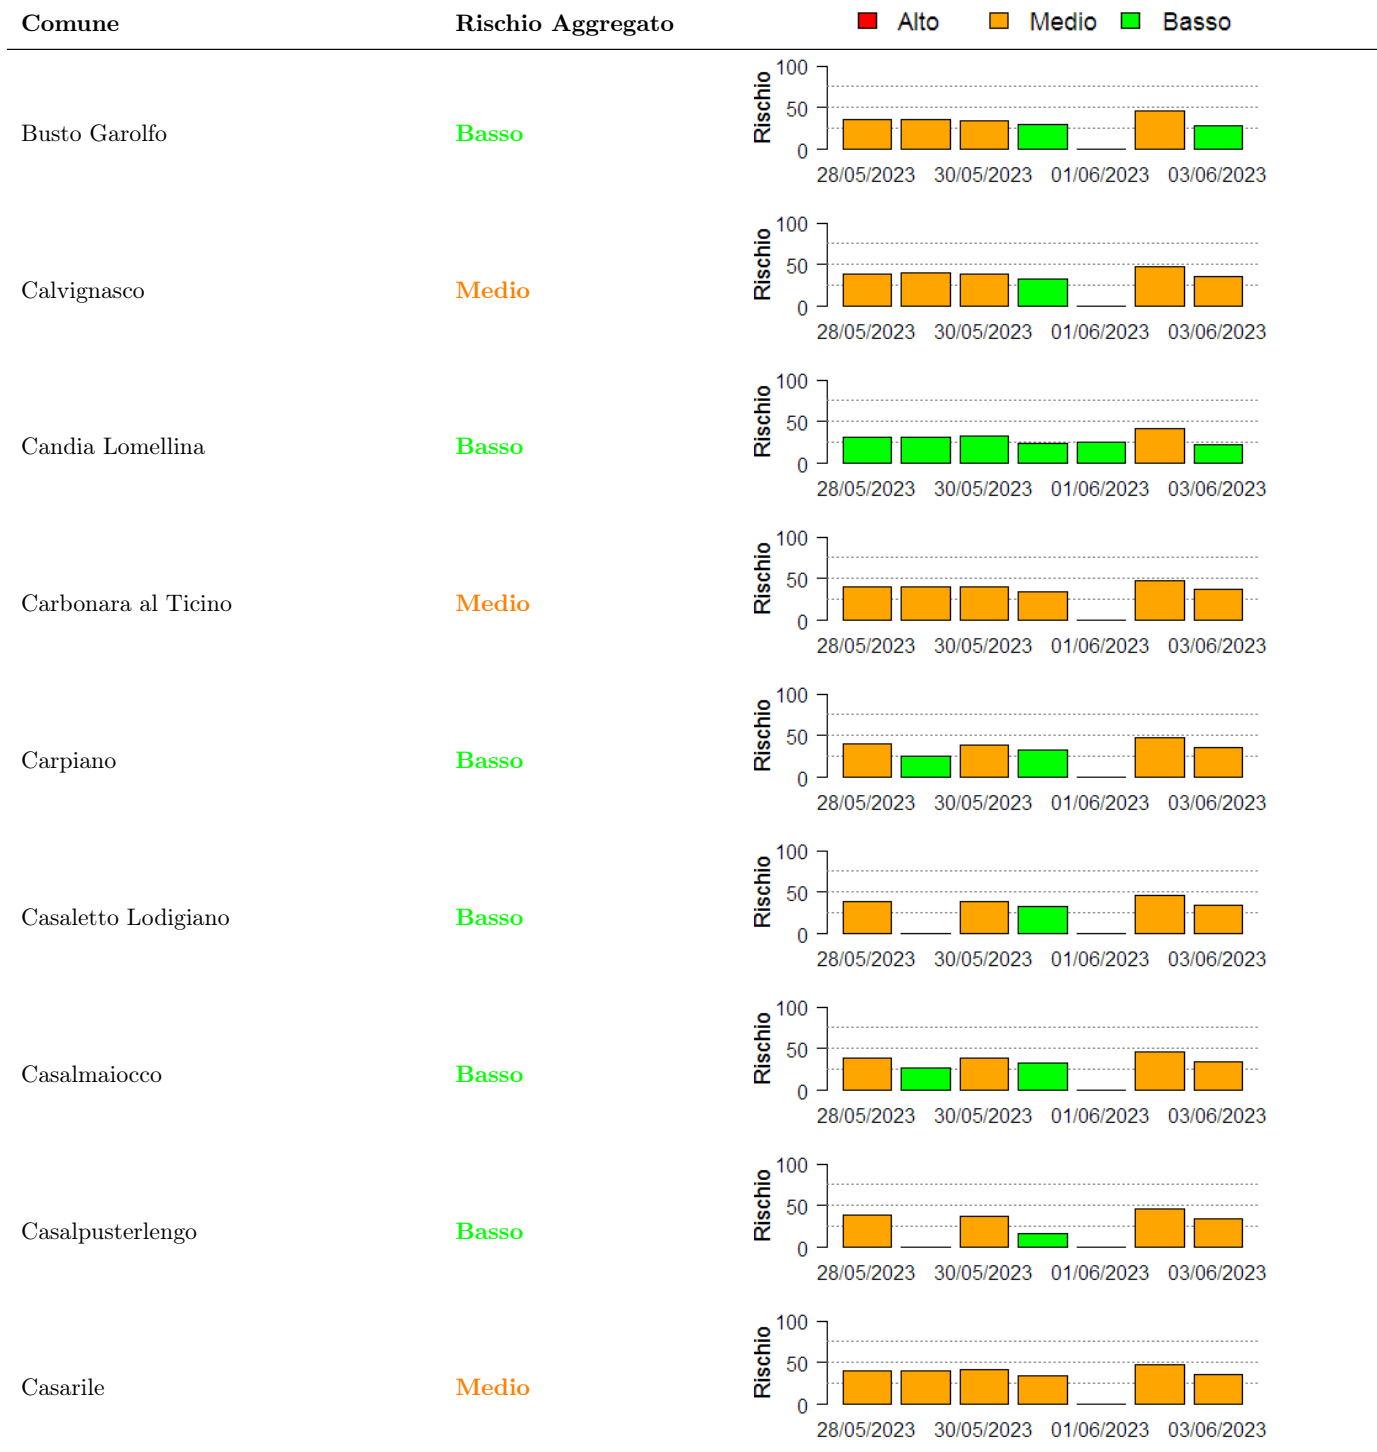 Comune Rischio Aggregato Alto Medio Basso
Busto Garolfo Basso
Rischio
100
50
0
28/05/2023 30/05/2023 01/06/2023 03/06/2023
Calvignasco Medio
Rischio
100
50
0
28/05/2023 30/05/2023 01/06/2023 03/06/2023
Candia Lomellina Basso
Rischio
100
50
0
28/05/2023 30/05/2023 01/06/2023 03/06/2023
Carbonara al Ticino Medio
Rischio
100
50
0
28/05/2023 30/05/2023 01/06/2023 03/06/2023
Carpiano Basso
Rischio
100
50
0
28/05/2023 30/05/2023 01/06/2023 03/06/2023
Casaletto Lodigiano Basso
Rischio
100
50
0
28/05/2023 30/05/2023 01/06/2023 03/06/2023
Casalmaiocco Basso
Rischio
100
50
0
28/05/2023 30/05/2023 01/06/2023 03/06/2023
Casalpusterlengo Basso
Rischio
100
50
0
28/05/2023 30/05/2023 01/06/2023 03/06/2023
Casarile Medio
Rischio
100
50
0
28/05/2023 30/05/2023 01/06/2023 03/06/2023